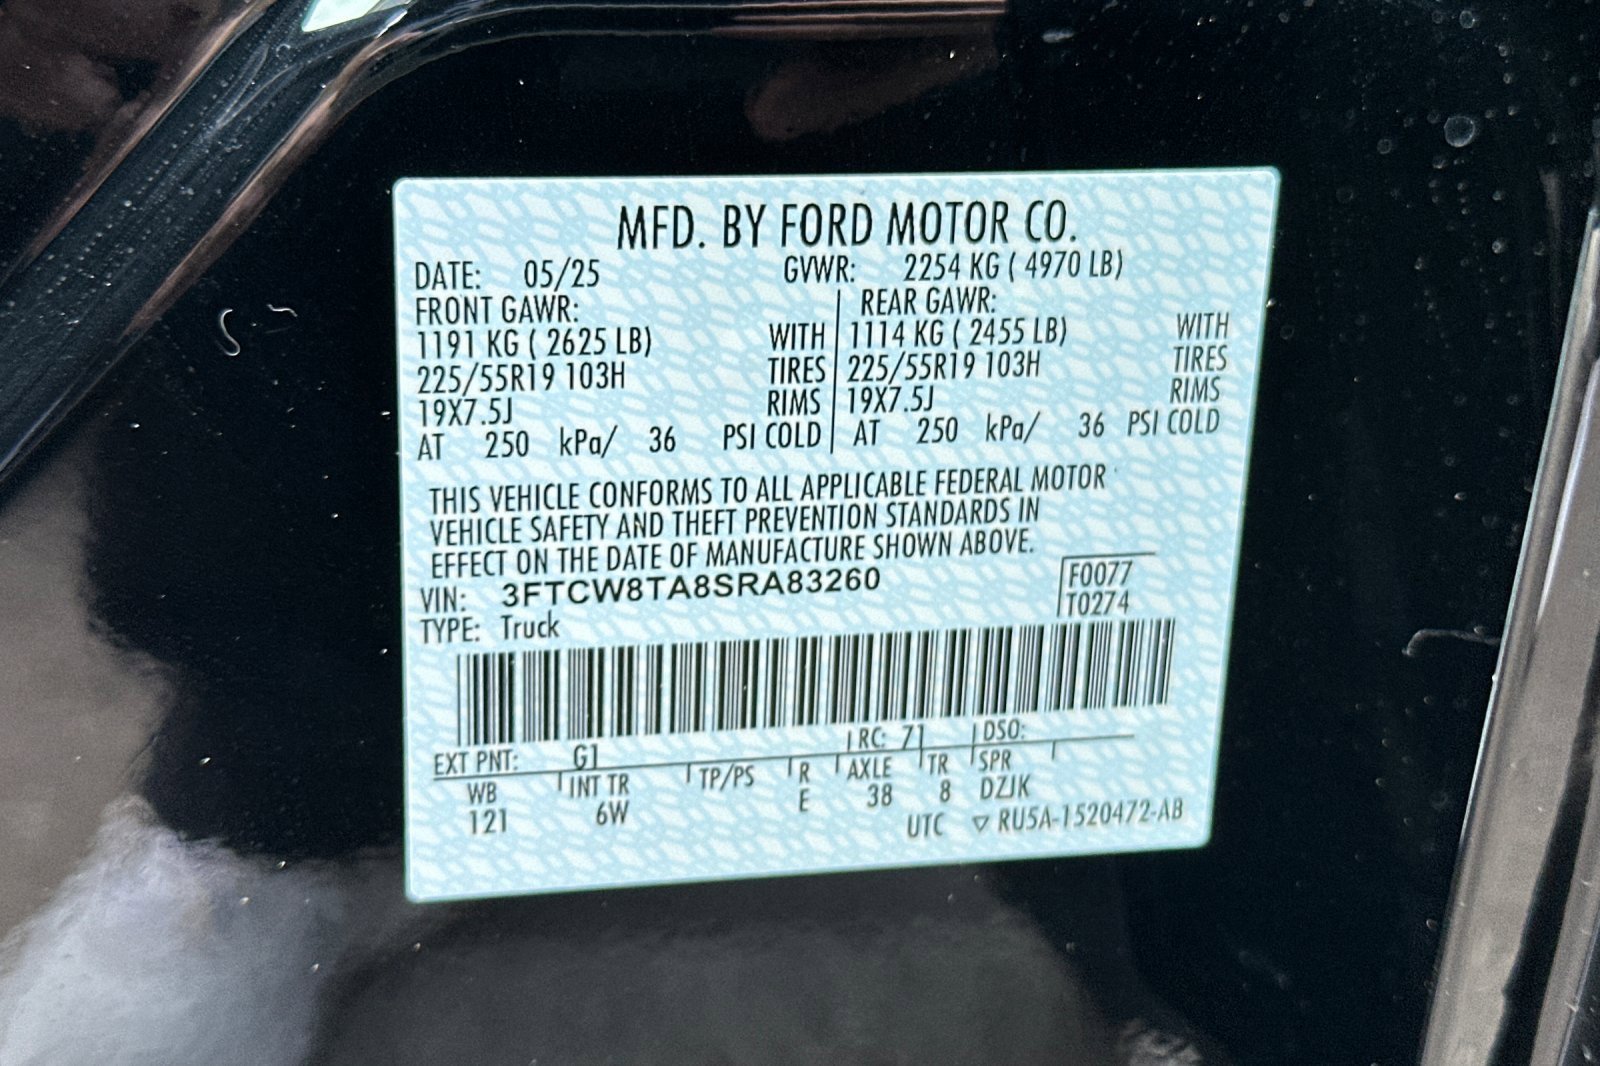 MFD. BY FORD MOTOR CO.
DATE: 05/25 GVWR: 2254 KG ( 4970 LB)
FRONT GAWR: REAR GAWR:
1191 KG ( 2625 LB) WITH 1114 KG ( 2455 LB) WITH
225/55R19 103H TIRES 225/55R19 103H TIRES
19X7.5J RIMS 19X7.5J RIMS
AT 250 kPa/ 36 PSI COLD AT 250 kPa/ 36 PSI COLD
THIS VEHICLE CONFORMS TO ALL APPLICABLE FEDERAL MOTOR
VEHICLE SAFETY AND THEFT PREVENTION STANDARDS IN
EFFECT ON THE DATE OF MANUFACTURE SHOWN ABOVE.
VIN: 3FTCW8TA8SRA83260 F0077
TYPE: Truck T0274
EXT PNT: G1 RC: 71 DSO:
WB INT TR TP/PS R AXLE TR SPR
121 6W E 38 8 DZJK
UTC ▽ RU5A-1520472-AB